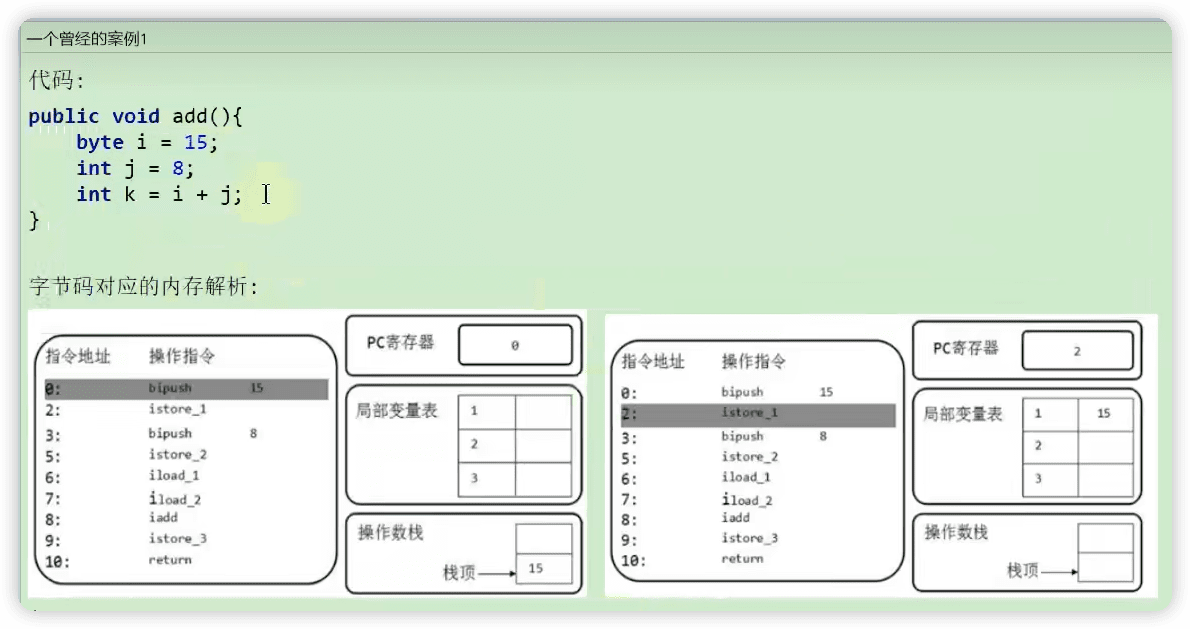 一个曾经的案例1
代码:
public void add(){
byte i = 15;
int j = 8;
int k = i + j;
}
字节码对应的内存解析:
指令地址 操作指令
0: bipush 15
2: istore_1
3: bipush 8
5: istore_2
6: iload_1
7: iload_2
8: iadd
9: istore_3
10: return
PC寄存器 0
局部变量表 1
2
3
操作数栈
栈顶 15
指令地址 操作指令
0: bipush 15
2: istore_1
3: bipush 8
5: istore_2
6: iload_1
7: iload_2
8: iadd
9: istore_3
10: return
PC寄存器 2
局部变量表 1 15
2
3
操作数栈
栈顶